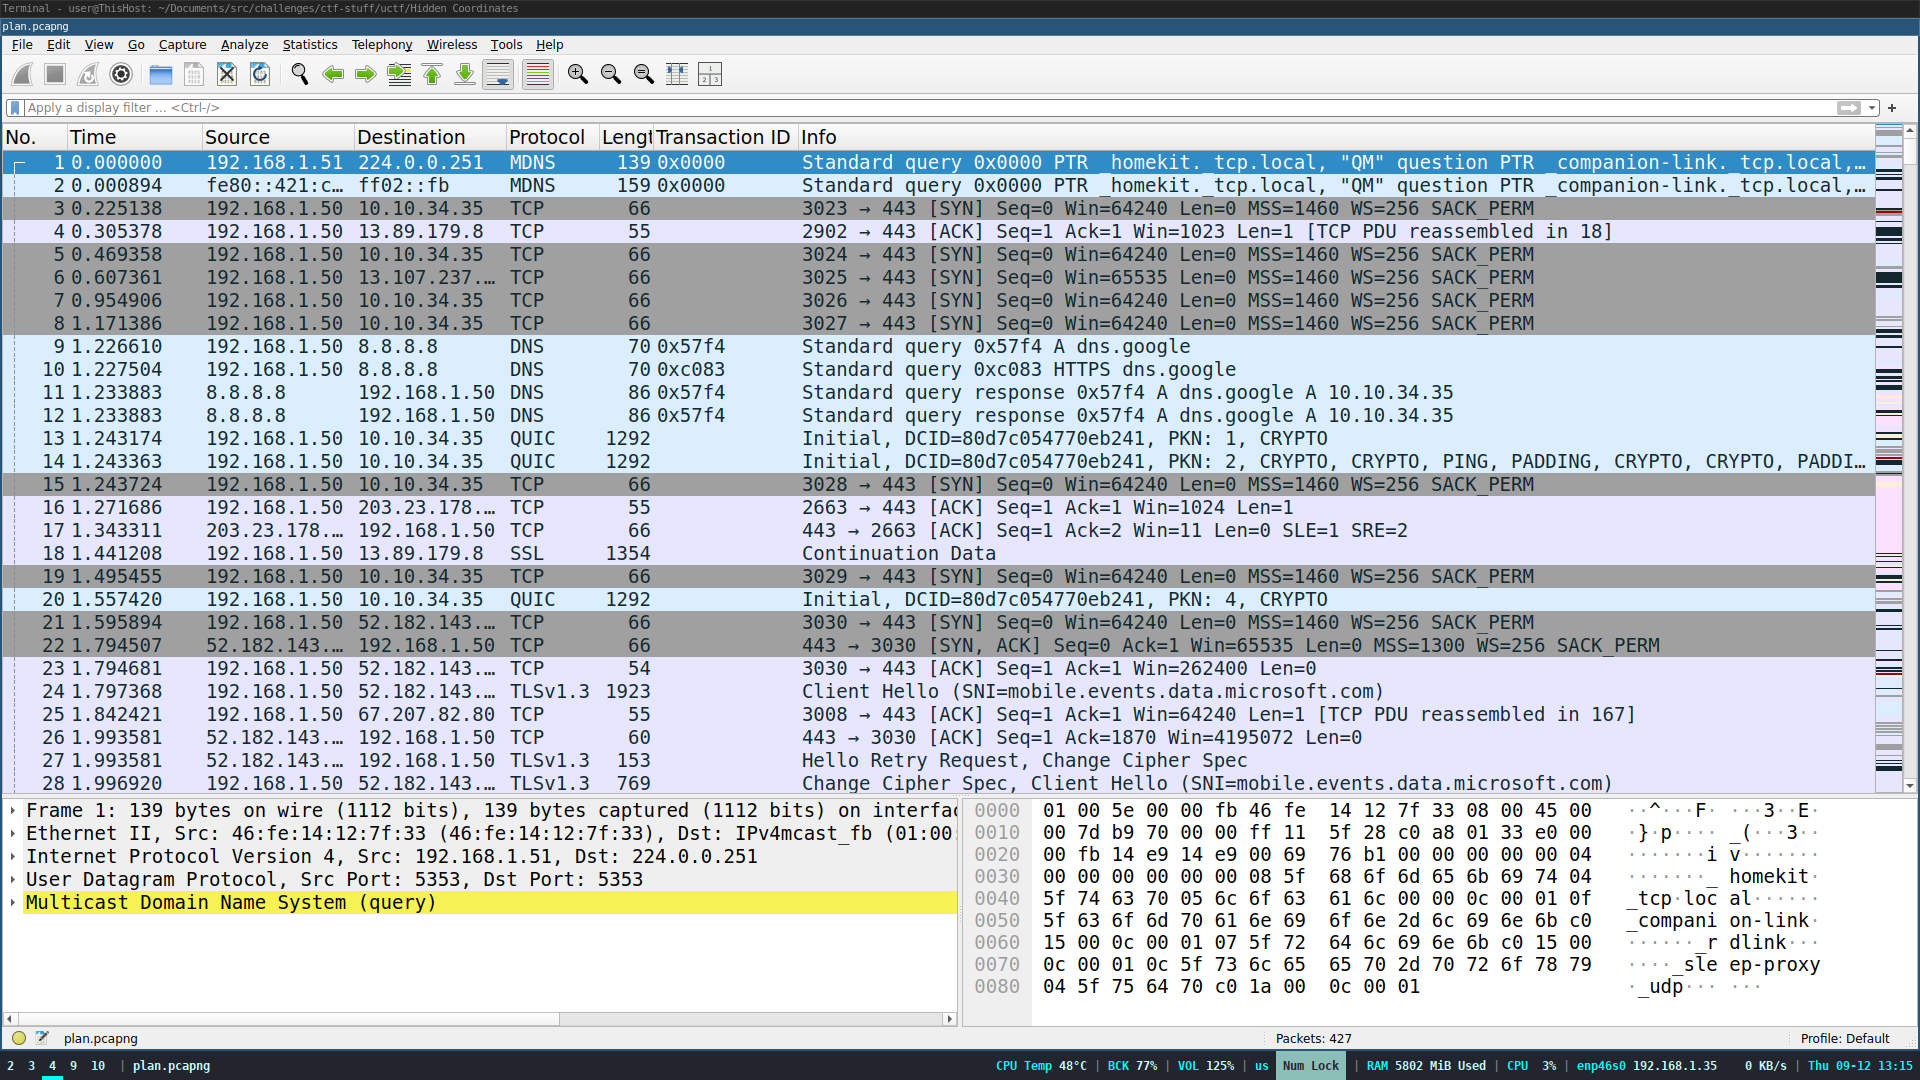 Terminal - user@ThisHost: ~/Documents/src/challenges/ctf-stuff/uctf/Hidden Coordinates
plan.pcapng
File Edit View Go Capture Analyze Statistics Telephony Wireless Tools Help
Apply a display filter … <Ctrl-/>
No. Time Source Destination Protocol Lengt Transaction ID Info
1 0.000000 192.168.1.51 224.0.0.251 MDNS 139 0x0000 Standard query 0x0000 PTR _homekit._tcp.local, "QM" question PTR _companion-link._tcp.local,…
2 0.000894 fe80::421:c… ff02::fb MDNS 159 0x0000 Standard query 0x0000 PTR _homekit._tcp.local, "QM" question PTR _companion-link._tcp.local,…
3 0.225138 192.168.1.50 10.10.34.35 TCP 66 3023 → 443 [SYN] Seq=0 Win=64240 Len=0 MSS=1460 WS=256 SACK_PERM
4 0.305378 192.168.1.50 13.89.179.8 TCP 55 2902 → 443 [ACK] Seq=1 Ack=1 Win=1023 Len=1 [TCP PDU reassembled in 18]
5 0.469358 192.168.1.50 10.10.34.35 TCP 66 3024 → 443 [SYN] Seq=0 Win=64240 Len=0 MSS=1460 WS=256 SACK_PERM
6 0.607361 192.168.1.50 13.107.237.… TCP 66 3025 → 443 [SYN] Seq=0 Win=65535 Len=0 MSS=1460 WS=256 SACK_PERM
7 0.954906 192.168.1.50 10.10.34.35 TCP 66 3026 → 443 [SYN] Seq=0 Win=64240 Len=0 MSS=1460 WS=256 SACK_PERM
8 1.171386 192.168.1.50 10.10.34.35 TCP 66 3027 → 443 [SYN] Seq=0 Win=64240 Len=0 MSS=1460 WS=256 SACK_PERM
9 1.226610 192.168.1.50 8.8.8.8 DNS 70 0x57f4 Standard query 0x57f4 A dns.google
10 1.227504 192.168.1.50 8.8.8.8 DNS 70 0xc083 Standard query 0xc083 HTTPS dns.google
11 1.233883 8.8.8.8 192.168.1.50 DNS 86 0x57f4 Standard query response 0x57f4 A dns.google A 10.10.34.35
12 1.233883 8.8.8.8 192.168.1.50 DNS 86 0x57f4 Standard query response 0x57f4 A dns.google A 10.10.34.35
13 1.243174 192.168.1.50 10.10.34.35 QUIC 1292 Initial, DCID=80d7c054770eb241, PKN: 1, CRYPTO
14 1.243363 192.168.1.50 10.10.34.35 QUIC 1292 Initial, DCID=80d7c054770eb241, PKN: 2, CRYPTO, CRYPTO, PING, PADDING, CRYPTO, CRYPTO, PADDI…
15 1.243724 192.168.1.50 10.10.34.35 TCP 66 3028 → 443 [SYN] Seq=0 Win=64240 Len=0 MSS=1460 WS=256 SACK_PERM
16 1.271686 192.168.1.50 203.23.178.… TCP 55 2663 → 443 [ACK] Seq=1 Ack=1 Win=1024 Len=1
17 1.343311 203.23.178.… 192.168.1.50 TCP 66 443 → 2663 [ACK] Seq=1 Ack=2 Win=11 Len=0 SLE=1 SRE=2
18 1.441208 192.168.1.50 13.89.179.8 SSL 1354 Continuation Data
19 1.495455 192.168.1.50 10.10.34.35 TCP 66 3029 → 443 [SYN] Seq=0 Win=64240 Len=0 MSS=1460 WS=256 SACK_PERM
20 1.557420 192.168.1.50 10.10.34.35 QUIC 1292 Initial, DCID=80d7c054770eb241, PKN: 4, CRYPTO
21 1.595894 192.168.1.50 52.182.143.… TCP 66 3030 → 443 [SYN] Seq=0 Win=64240 Len=0 MSS=1460 WS=256 SACK_PERM
22 1.794507 52.182.143.… 192.168.1.50 TCP 66 443 → 3030 [SYN, ACK] Seq=0 Ack=1 Win=65535 Len=0 MSS=1300 WS=256 SACK_PERM
23 1.794681 192.168.1.50 52.182.143.… TCP 54 3030 → 443 [ACK] Seq=1 Ack=1 Win=262400 Len=0
24 1.797368 192.168.1.50 52.182.143.… TLSv1.3 1923 Client Hello (SNI=mobile.events.data.microsoft.com)
25 1.842421 192.168.1.50 67.207.82.80 TCP 55 3008 → 443 [ACK] Seq=1 Ack=1 Win=64240 Len=1 [TCP PDU reassembled in 167]
26 1.993581 52.182.143.… 192.168.1.50 TCP 60 443 → 3030 [ACK] Seq=1 Ack=1870 Win=4195072 Len=0
27 1.993581 52.182.143.… 192.168.1.50 TLSv1.3 153 Hello Retry Request, Change Cipher Spec
28 1.996920 192.168.1.50 52.182.143.… TLSv1.3 769 Change Cipher Spec, Client Hello (SNI=mobile.events.data.microsoft.com)
Frame 1: 139 bytes on wire (1112 bits), 139 bytes captured (1112 bits) on interfac
Ethernet II, Src: 46:fe:14:12:7f:33 (46:fe:14:12:7f:33), Dst: IPv4mcast_fb (01:00:
Internet Protocol Version 4, Src: 192.168.1.51, Dst: 224.0.0.251
User Datagram Protocol, Src Port: 5353, Dst Port: 5353
Multicast Domain Name System (query)
0000 01 00 5e 00 00 fb 46 fe 14 12 7f 33 08 00 45 00 ··^···F· ···3··E·
0010 00 7d b9 70 00 00 ff 11 5f 28 c0 a8 01 33 e0 00 ·}·p···· _(···3··
0020 00 fb 14 e9 14 e9 00 69 76 b1 00 00 00 00 00 04 ·······i v·······
0030 00 00 00 00 00 00 08 5f 68 6f 6d 65 6b 69 74 04 ·······_ homekit·
0040 5f 74 63 70 05 6c 6f 63 61 6c 00 00 0c 00 01 0f _tcp·loc al······
0050 5f 63 6f 6d 70 61 6e 69 6f 6e 2d 6c 69 6e 6b c0 _compani on-link·
0060 15 00 0c 00 01 07 5f 72 64 6c 69 6e 6b c0 15 00 ······_r dlink···
0070 0c 00 01 0c 5f 73 6c 65 65 70 2d 70 72 6f 78 79 ····_sle ep-proxy
0080 04 5f 75 64 70 c0 1a 00 0c 00 01 ·_udp··· ···
plan.pcapng Packets: 427 Profile: Default
2 3 4 9 10 | plan.pcapng CPU Temp 48°C | BCK 77% | VOL 125% | us Num Lock | RAM 5802 MiB Used | CPU 3% | enp46s0 192.168.1.35 0 KB/s | Thu 09-12 13:15